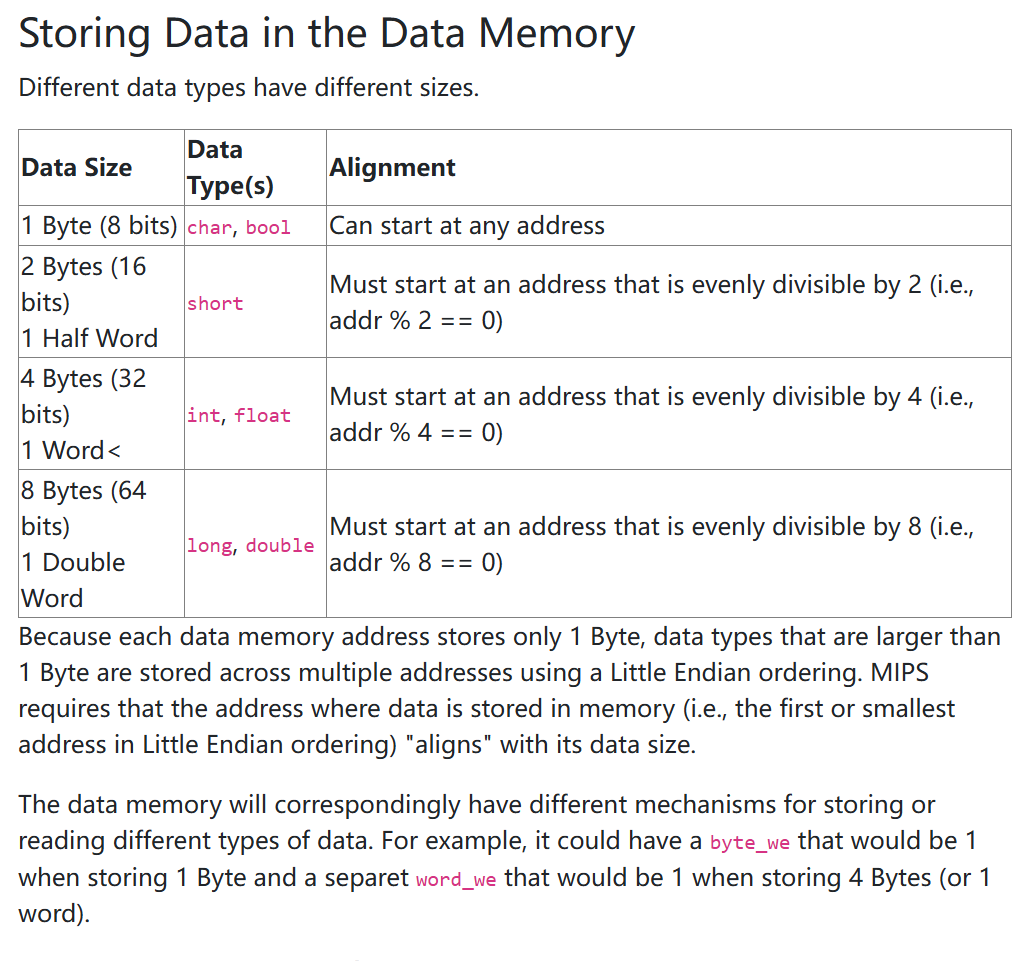 Storing Data in the Data Memory
Different data types have different sizes.
Data Size
Data
Type(s)
Alignment
1 Byte (8 bits)
char, bool
Can start at any address
2 Bytes (16
bits)
1 Half Word
short
Must start at an address that is evenly divisible by 2 (i.e.,
addr % 2 == 0)
4 Bytes (32
bits)
1 Word<
int, float
Must start at an address that is evenly divisible by 4 (i.e.,
addr % 4 == 0)
8 Bytes (64
bits)
1 Double
Word
long, double
Must start at an address that is evenly divisible by 8 (i.e.,
addr % 8 == 0)
Because each data memory address stores only 1 Byte, data types that are larger than
1 Byte are stored across multiple addresses using a Little Endian ordering. MIPS
requires that the address where data is stored in memory (i.e., the first or smallest
address in Little Endian ordering) "aligns" with its data size.
The data memory will correspondingly have different mechanisms for storing or
reading different types of data. For example, it could have a byte_we that would be 1
when storing 1 Byte and a separet word_we that would be 1 when storing 4 Bytes (or 1
word).